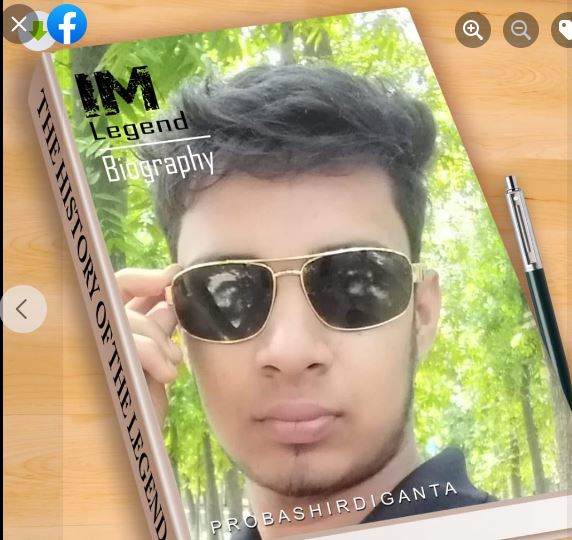 IM
Legend
Biography
THE HISTORY OF THE LEGEND
PROBASHIRDIGANTA